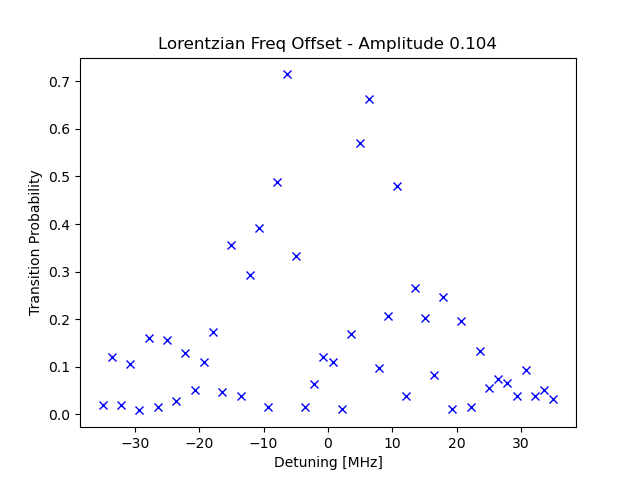 Lorentzian Freq Offset - Amplitude 0.104
0.7
0.6
0.5
0.4
0.3
0.2
0.1
0.0
Transition Probability
−30 −20 −10 0 10 20 30
Detuning [MHz]